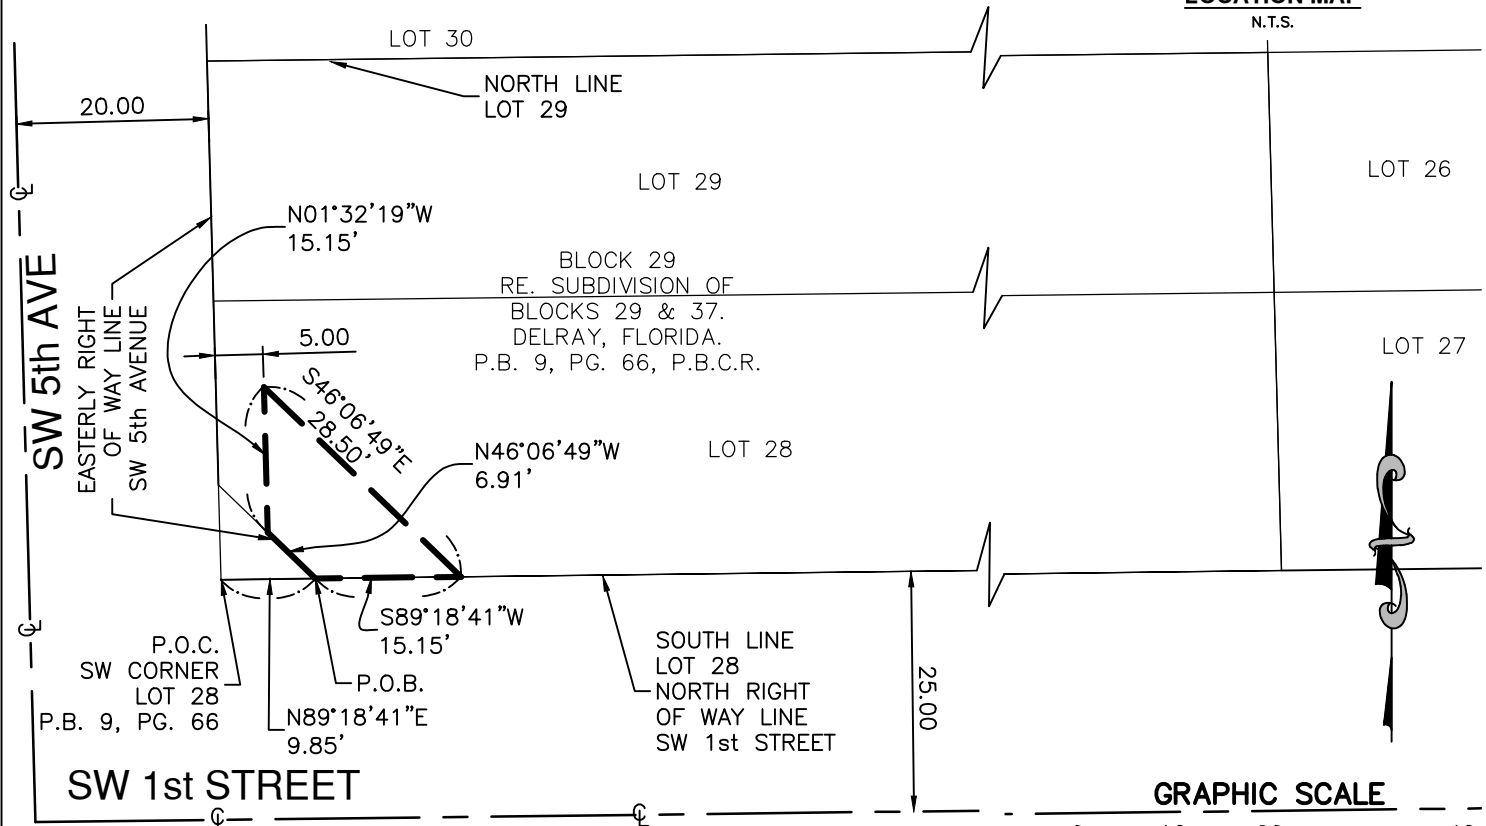 LOCATION MAP
N.T.S.
LOT 30
NORTH LINE
LOT 29
20.00
LOT 29
LOT 26
N01°32'19"W
15.15'
BLOCK 29
RE. SUBDIVISION OF
BLOCKS 29 & 37.
DELRAY, FLORIDA.
P.B. 9, PG. 66, P.B.C.R.
SW 5th AVE
EASTERLY RIGHT
OF WAY LINE
SW 5th AVENUE
5.00
LOT 27
S46°06'49"E
28.50'
N46°06'49"W
6.91'
LOT 28
S89°18'41"W
15.15'
P.O.C.
SW CORNER
LOT 28
P.B. 9, PG. 66
P.O.B.
N89°18'41"E
9.85'
SOUTH LINE
LOT 28
NORTH RIGHT
OF WAY LINE
SW 1st STREET
25.00
SW 1st STREET
GRAPHIC SCALE